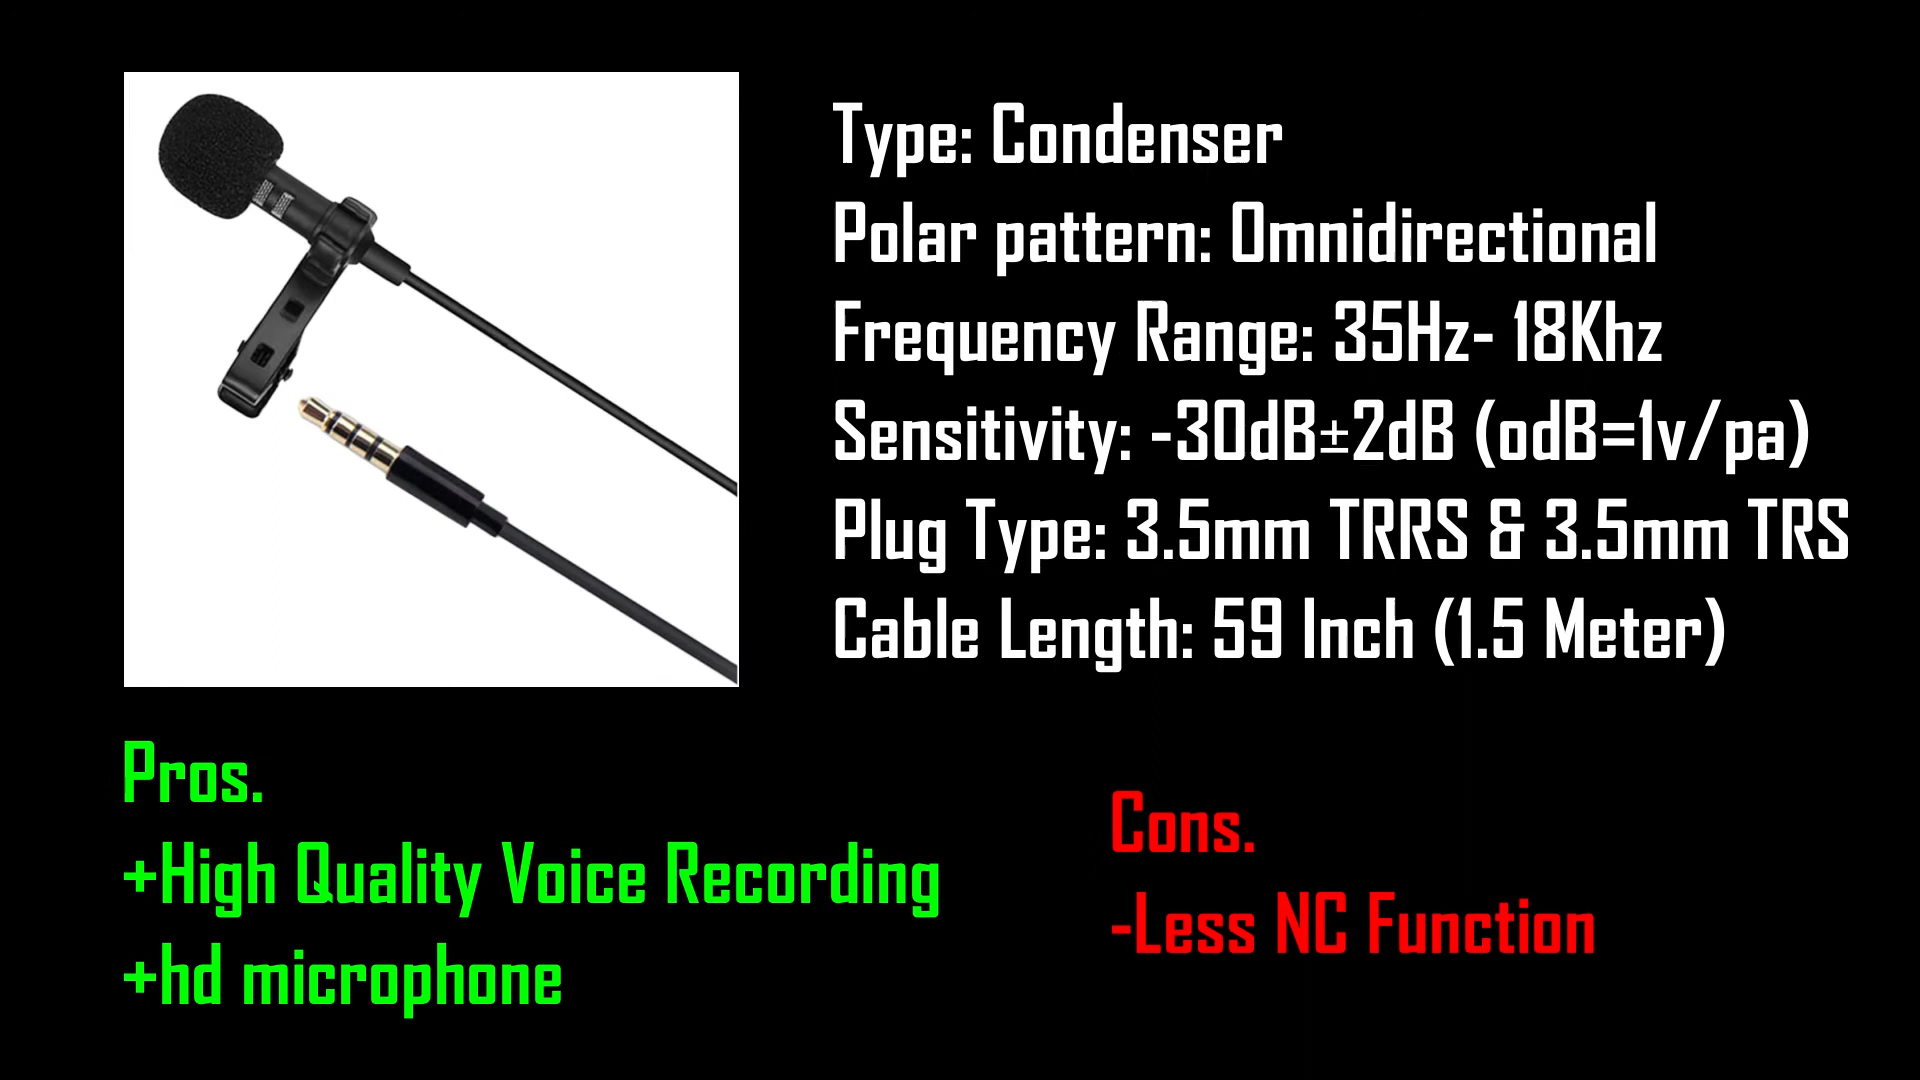 Type: Condenser
Polar pattern: Omnidirectional
Frequency Range: 35Hz- 18Khz
Sensitivity: -30dB±2dB (odB=1v/pa)
Plug Type: 3.5mm TRRS & 3.5mm TRS
Cable Length: 59 Inch (1.5 Meter)
Pros.
+High Quality Voice Recording
+hd microphone
Cons.
-Less NC Function